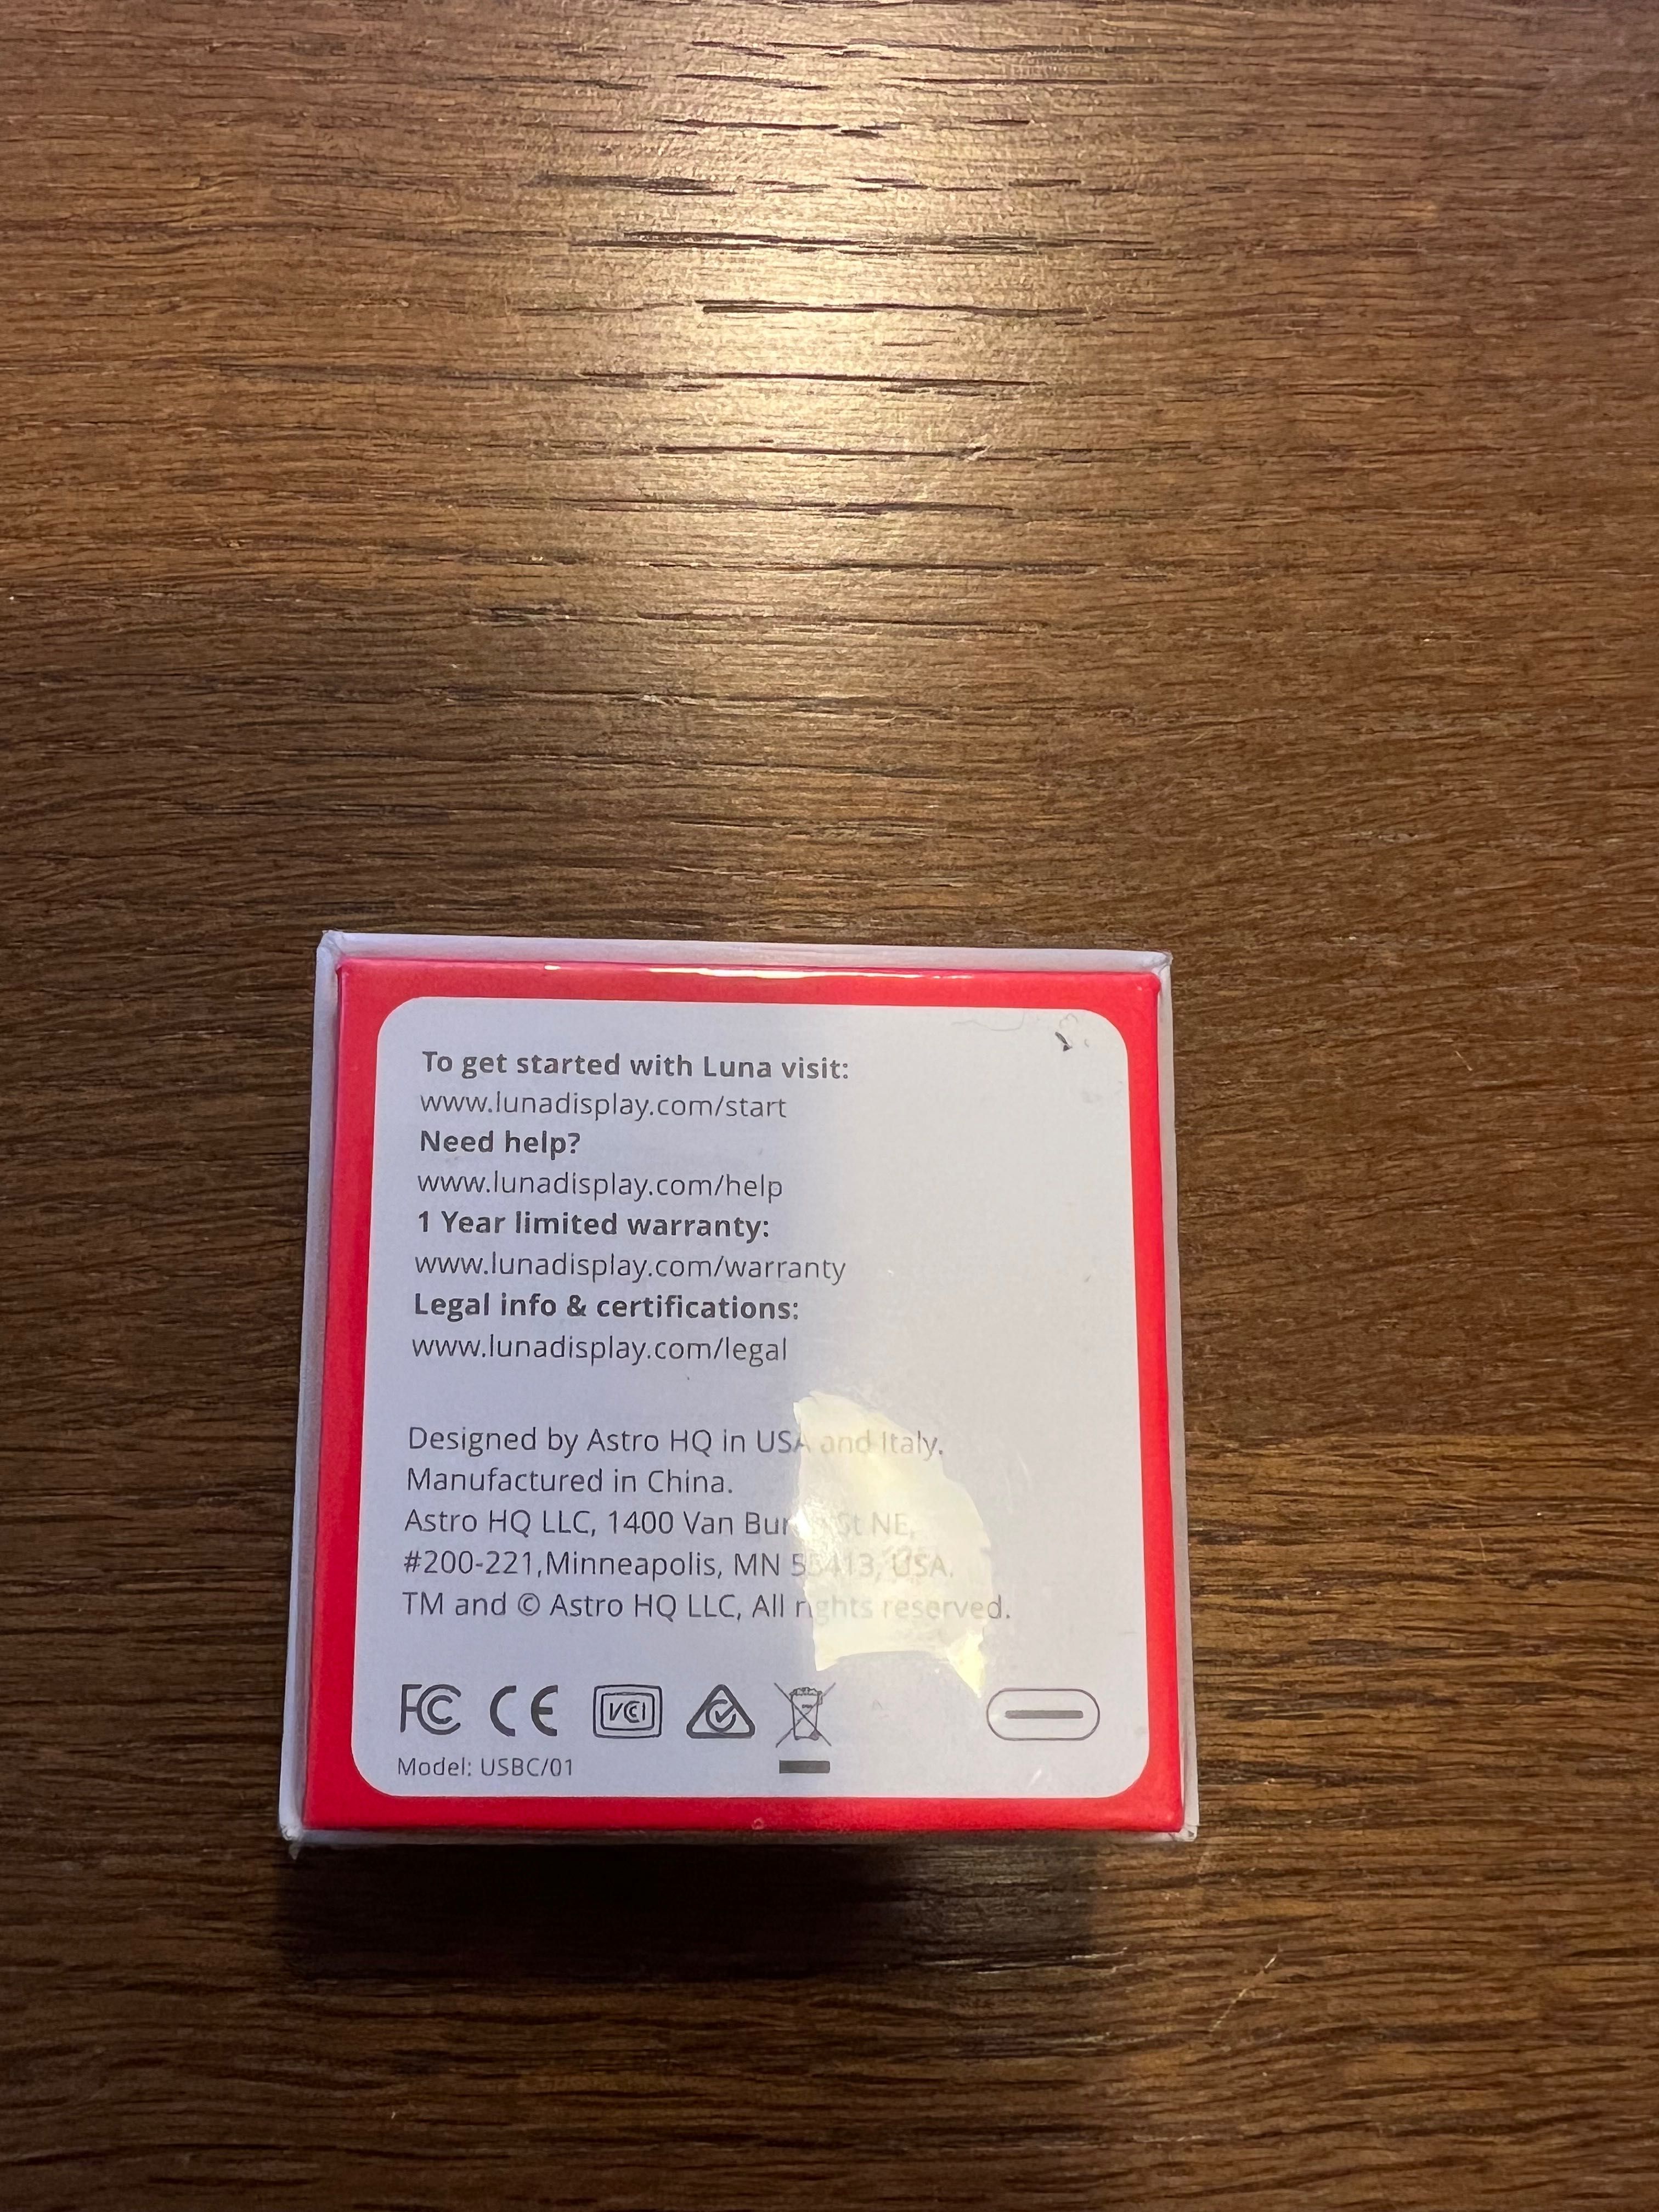 To get started with Luna visit:
www.lunadisplay.com/start
Need help?
www.lunadisplay.com/help
1 Year limited warranty:
www.lunadisplay.com/warranty
Legal info & certifications:
www.lunadisplay.com/legal
Designed by Astro HQ in USA and Italy.
Manufactured in China.
Astro HQ LLC, 1400 Van Buren St NE,
#200-221,Minneapolis, MN 55413, USA.
TM and © Astro HQ LLC, All rights reserved.
FC CE VCI
Model: USBC/01